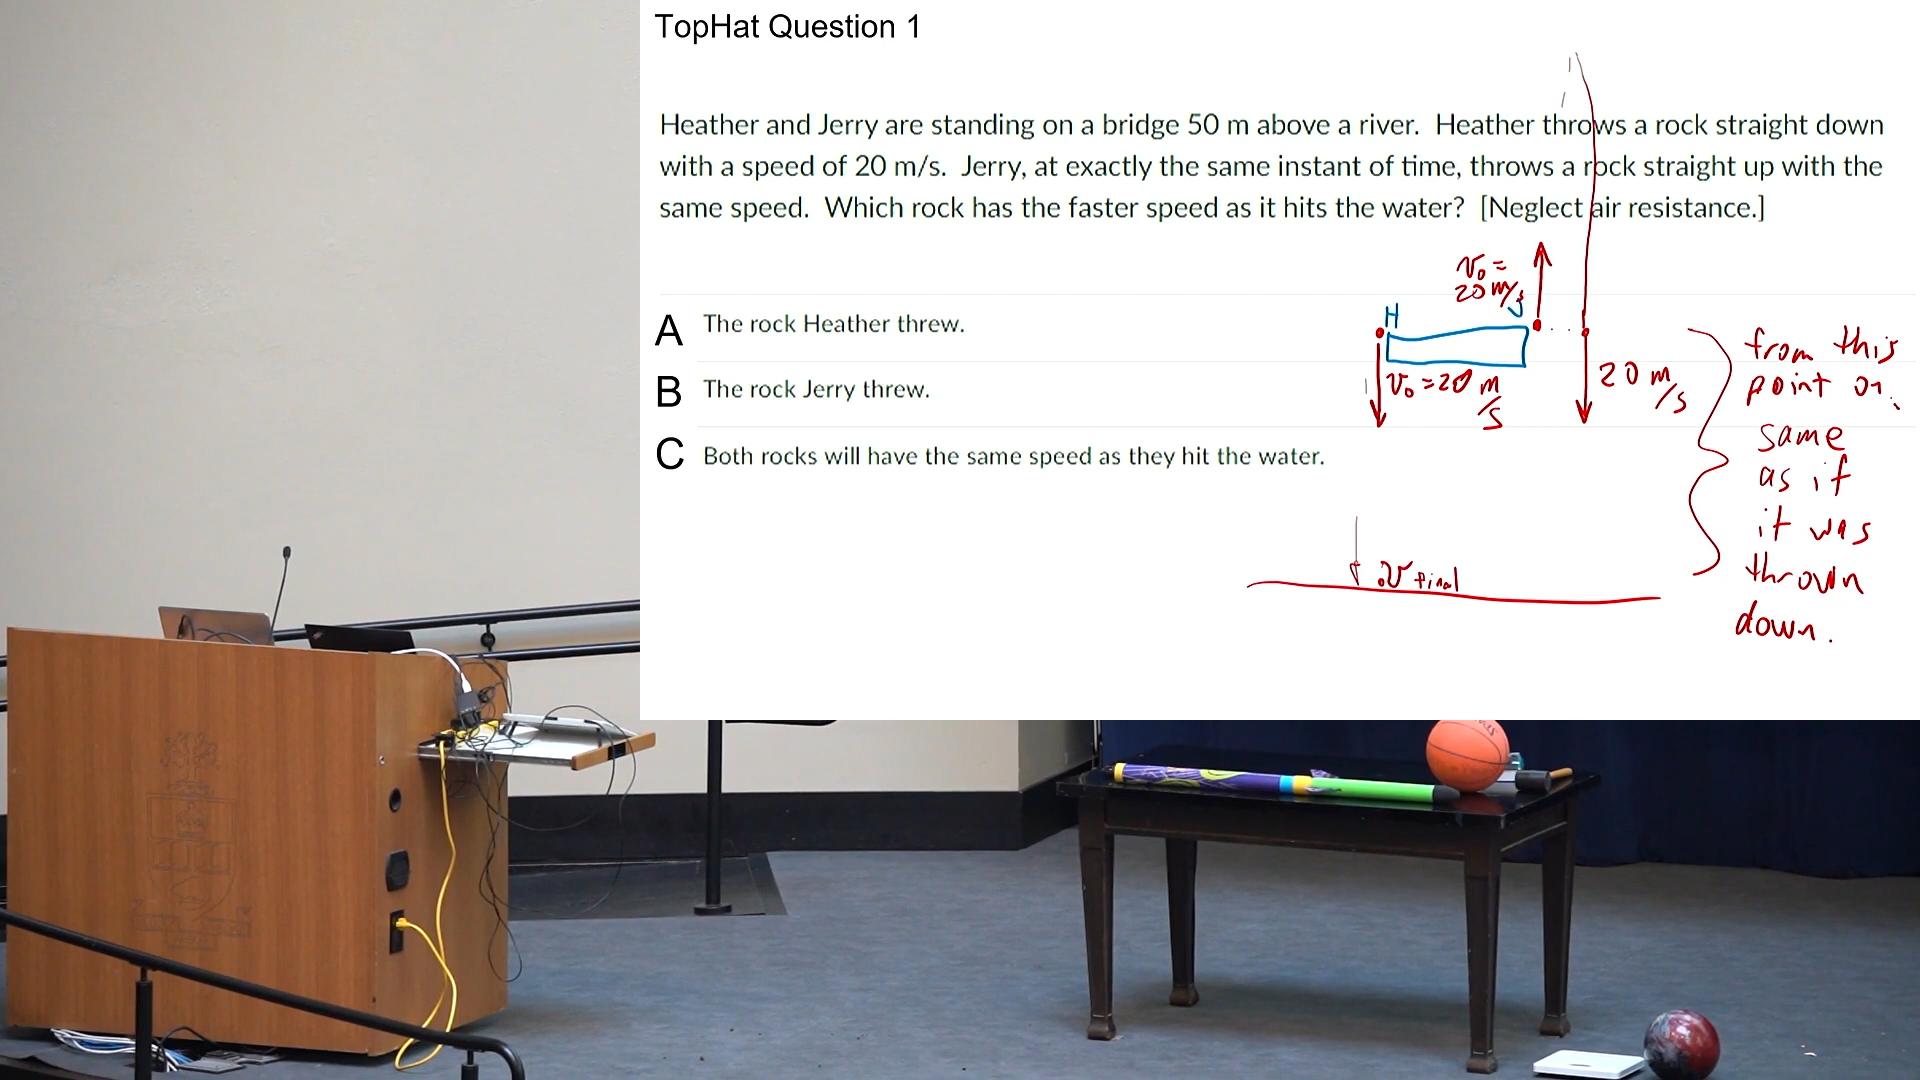 TopHat Question 1
Heather and Jerry are standing on a bridge 50 m above a river. Heather throws a rock straight down
with a speed of 20 m/s. Jerry, at exactly the same instant of time, throws a rock straight up with the
same speed. Which rock has the faster speed as it hits the water? [Neglect air resistance.]
v₀ =
20 m/s
H
J
A The rock Heather threw.
B The rock Jerry threw.
C Both rocks will have the same speed as they hit the water.
v₀ = 20 m/s
20 m/s
from this
point on
same
as if
it was
thrown
down.
v final